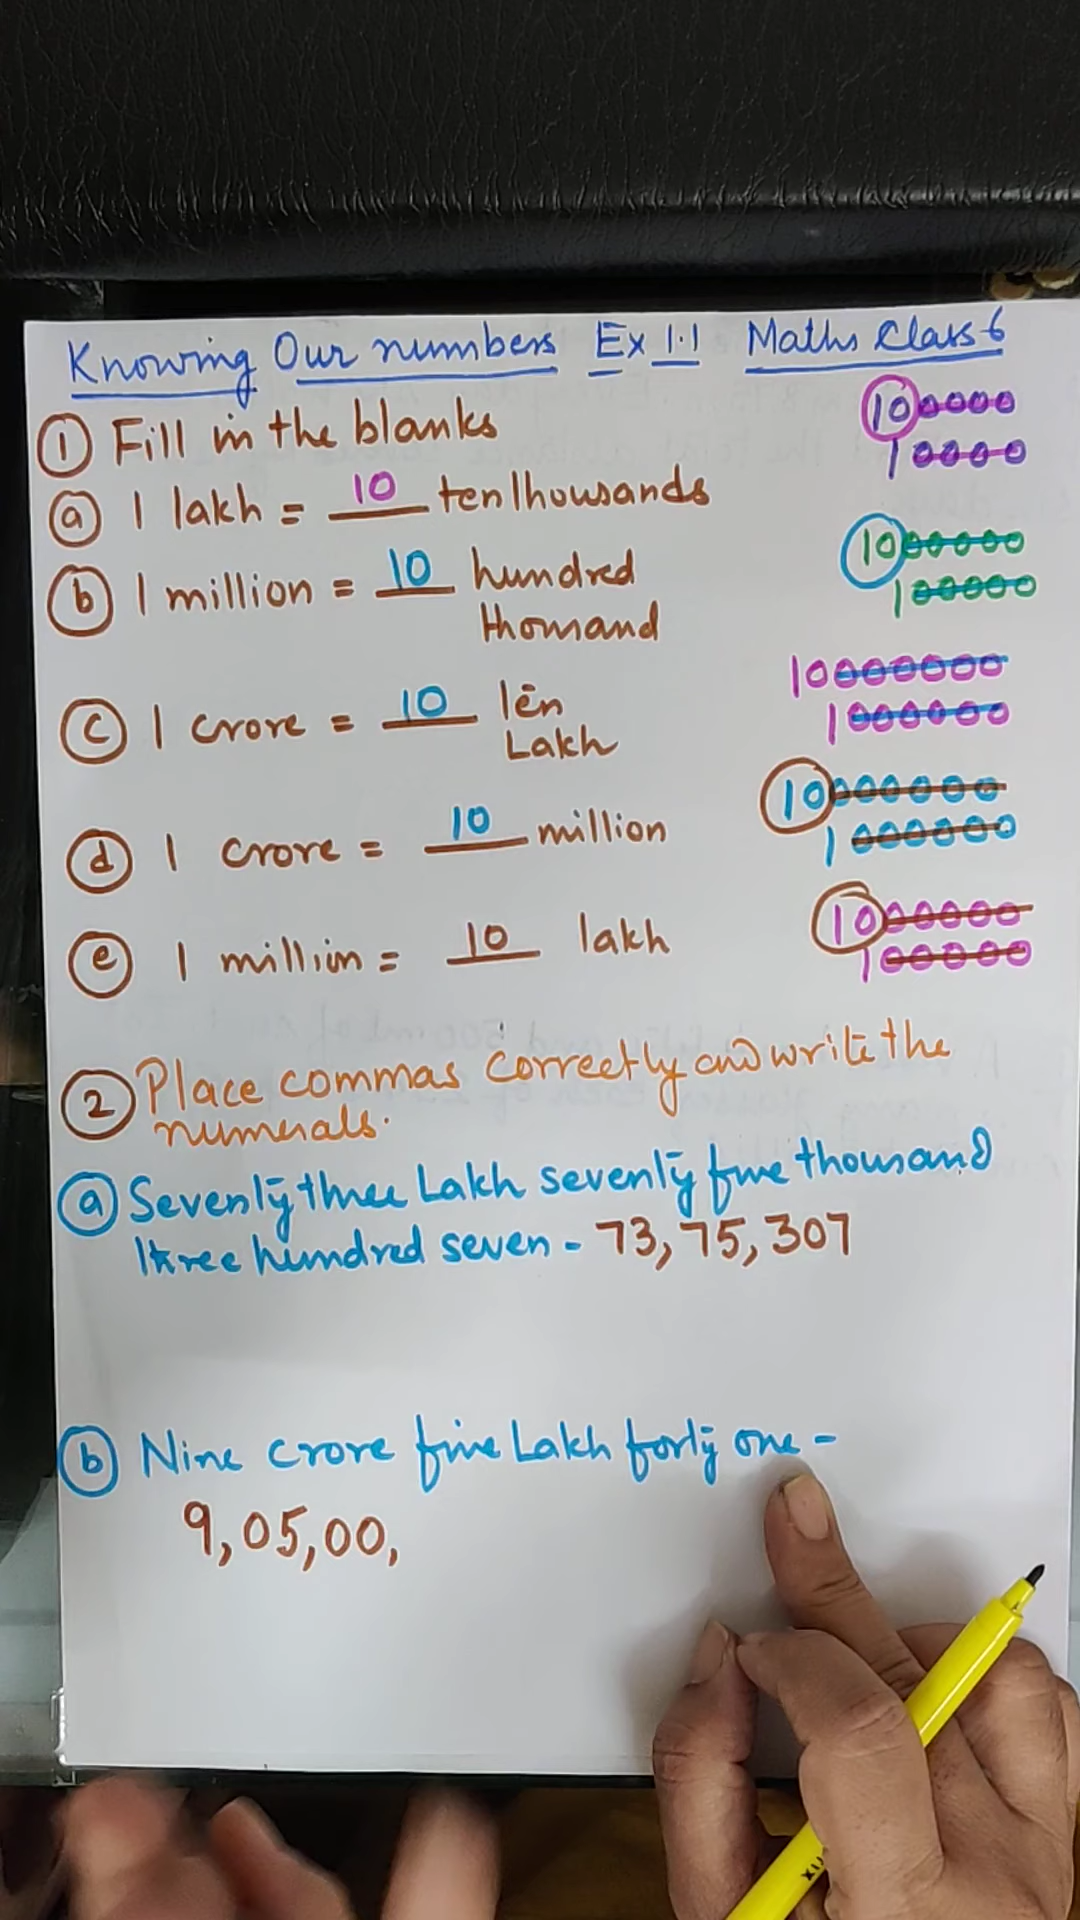 Knowing Our numbers Ex 1.1 Maths Class 6
① Fill in the blanks
100000
10000
ⓐ 1 lakh = 10 ten thousands
ⓑ 1 million = 10 hundred
thousand
1000000
100000
ⓒ 1 crore = 10 ten
Lakh
10000000
1000000
ⓓ 1 crore = 10 million
10000000
1000000
ⓔ 1 million = 10 lakh
1000000
100000
② Place commas correctly and write the
numerals.
ⓐ Seventy three Lakh seventy five thousand
three hundred seven - 73,75,307
ⓑ Nine crore five Lakh forty one -
9,05,00,